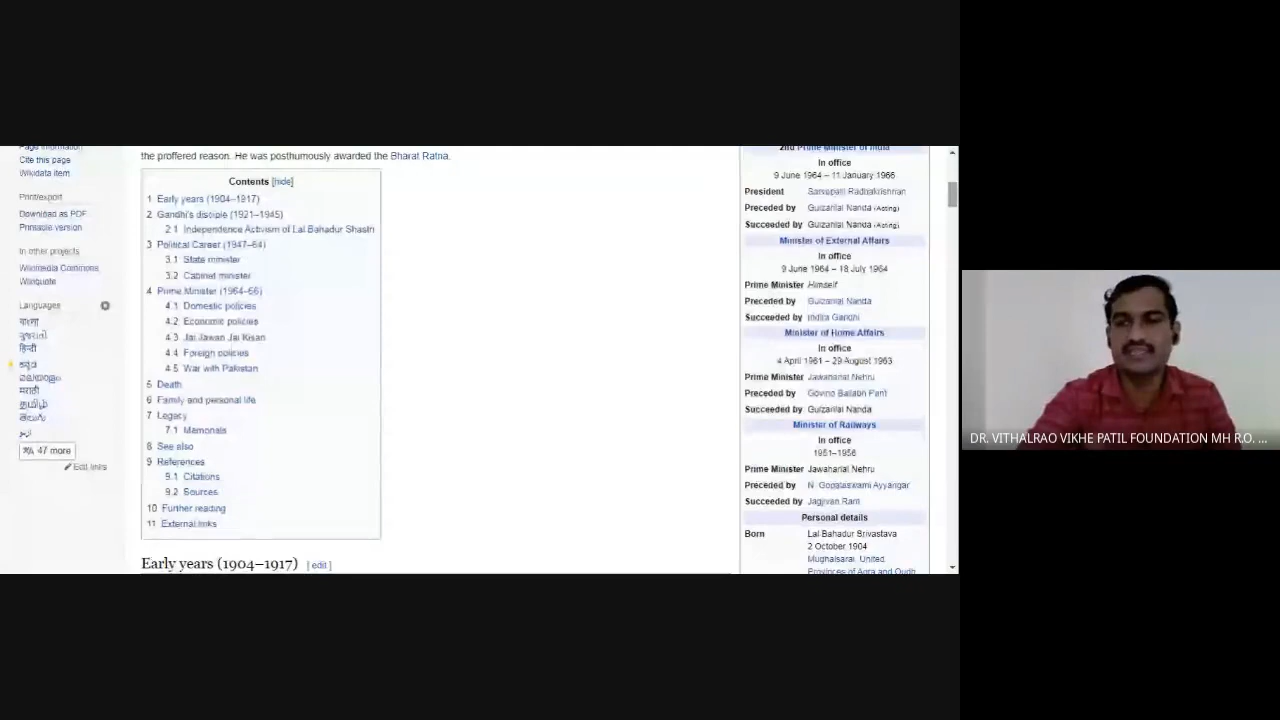 the proffered reason. He was posthumously awarded the Bharat Ratna.
Cite this page
Wikidata item
Print/export
Download as PDF
Printable version
In other projects
Wikimedia Commons
Wikiquote
Languages
বাংলা
ગુજરાતી
हिन्दी
ಕನ್ನಡ
മലയാളം
मराठी
தமிழ்
తెలుగు
اردو
47 more
Edit links
Contents [hide]
1 Early years (1904–1917)
2 Gandhi's disciple (1921–1945)
2.1 Independence Activism of Lal Bahadur Shastri
3 Political Career (1947–64)
3.1 State minister
3.2 Cabinet minister
4 Prime Minister (1964–66)
4.1 Domestic policies
4.2 Economic policies
4.3 Jai Jawan Jai Kisan
4.4 Foreign policies
4.5 War with Pakistan
5 Death
6 Family and personal life
7 Legacy
7.1 Memorials
8 See also
9 References
9.1 Citations
9.2 Sources
10 Further reading
11 External links
Early years (1904–1917) [ edit ]
2nd Prime Minister of India
In office
9 June 1964 – 11 January 1966
President Sarvepalli Radhakrishnan
Preceded by Gulzarilal Nanda (Acting)
Succeeded by Gulzarilal Nanda (Acting)
Minister of External Affairs
In office
9 June 1964 – 18 July 1964
Prime Minister Himself
Preceded by Gulzarilal Nanda
Succeeded by Indira Gandhi
Minister of Home Affairs
In office
4 April 1961 – 29 August 1963
Prime Minister Jawaharlal Nehru
Preceded by Govind Ballabh Pant
Succeeded by Gulzarilal Nanda
Minister of Railways
In office
1951–1956
Prime Minister Jawaharlal Nehru
Preceded by N. Gopalaswami Ayyangar
Succeeded by Jagjivan Ram
Personal details
Born Lal Bahadur Srivastava
2 October 1904
Mughalsarai, United
Provinces of Agra and Oudh
DR. VITHALRAO VIKHE PATIL FOUNDATION MH R.O. ...